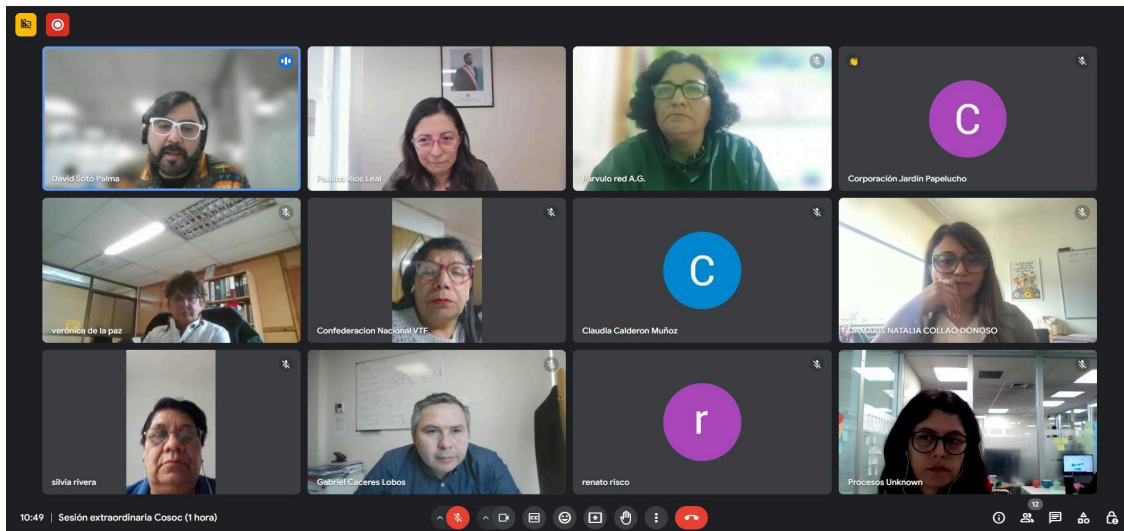 David Soto Palma
Paulina Ríos Leal
Párvulo red A.G.
C
Corporación Jardín Papelucho
verónica de la paz
Confederacion Nacional VTF
C
Claudia Calderon Muñoz
DAMARIS NATALIA COLLAO DONOSO
silvia rivera
Gabriel Caceres Lobos
r
renato risco
Procesos Unknown
10:49 | Sesión extraordinaria Cosoc (1 hora)
12